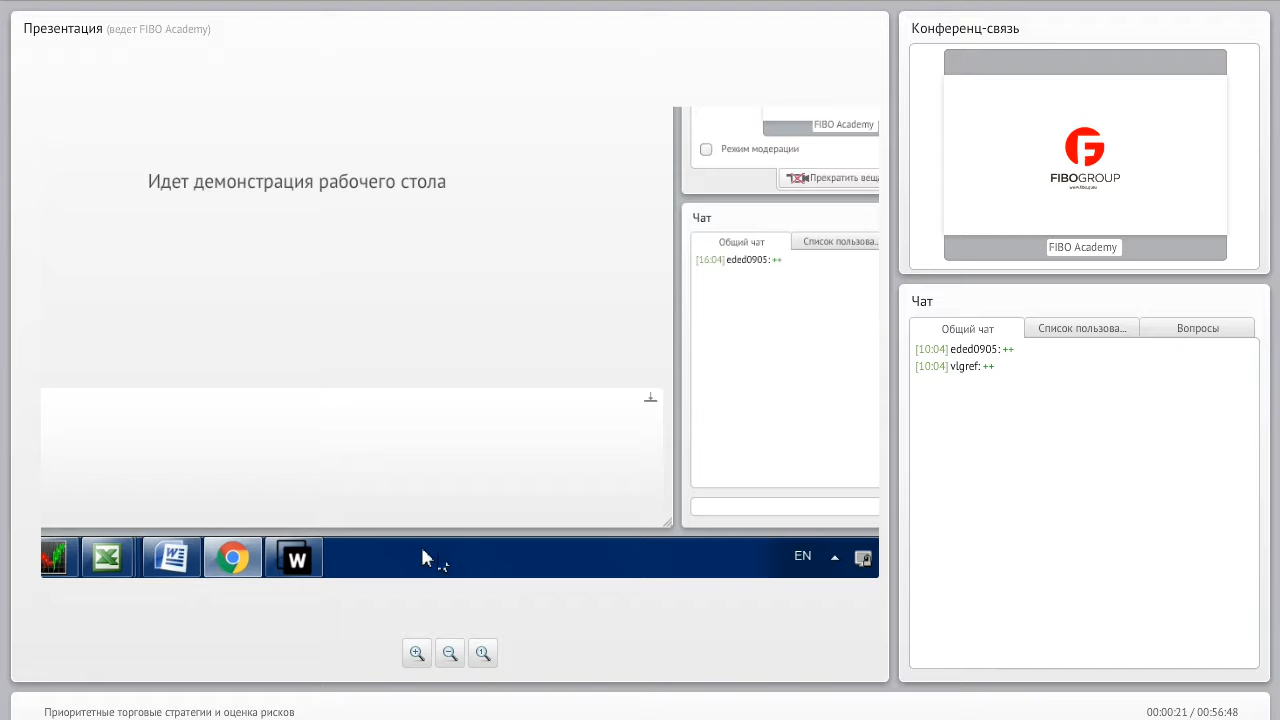 Презентация (ведет FIBO Academy)
Идет демонстрация рабочего стола
FIBO Academy
Режим модерации
Прекратить веща
Чат
Общий чат
Список пользова..
[16:04] eded0905: ++
W
W
EN
Конференц-связь
FIBOGROUP
FIBO Academy
Чат
Общий чат
Список пользова...
Вопросы
[10:04] eded0905: ++
[10:04] vlgref: ++
Приоритетные торговые стратегии и оценка рисков
00:00:21 / 00:56:48